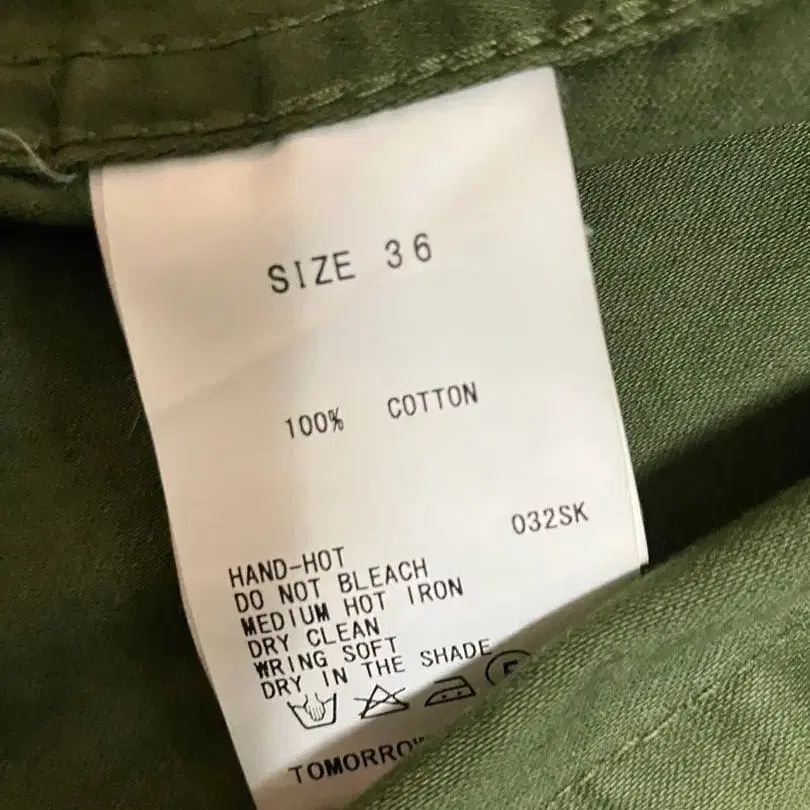 SIZE 36
100% COTTON
032SK
HAND-HOT
DO NOT BLEACH
MEDIUM HOT IRON
DRY CLEAN
WRING SOFT
DRY IN THE SHADE